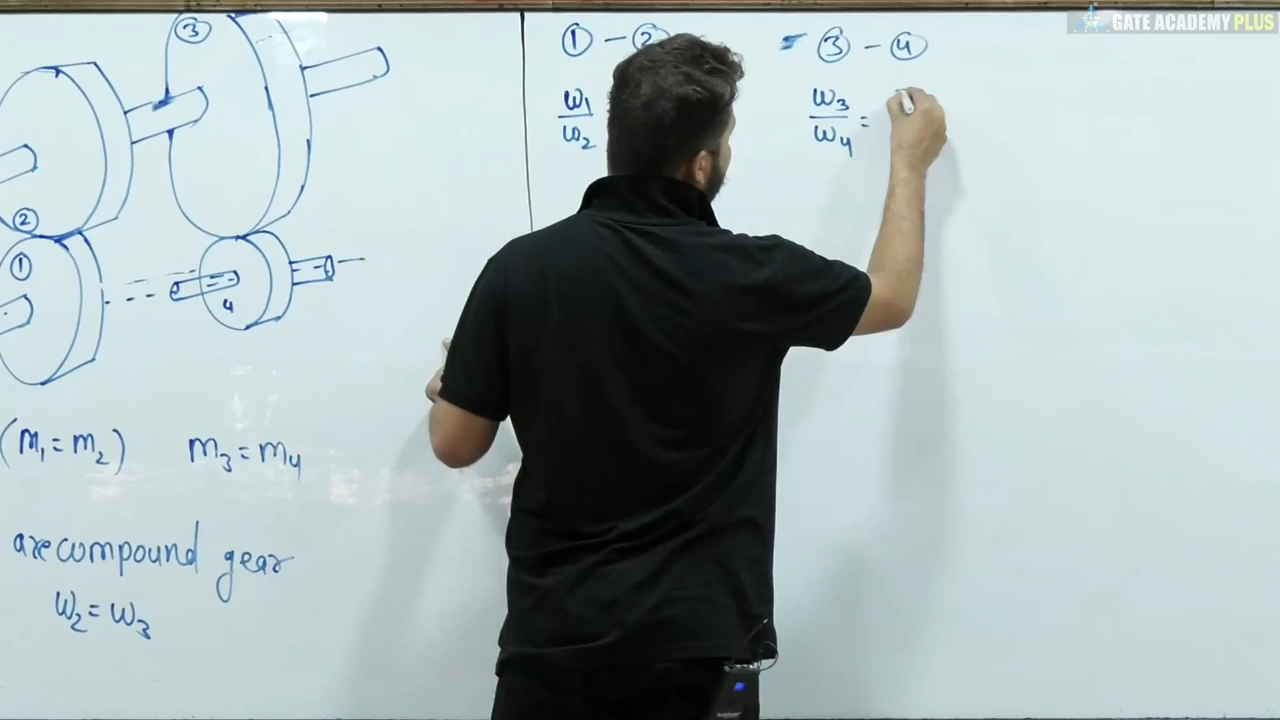 GATE ACADEMY PLUS
③
①-②
③-④
ω₁/ω₂
ω₃/ω₄=
②
①
4
(m₁=m₂) m₃=m₄
are compound gear
ω₂=ω₃